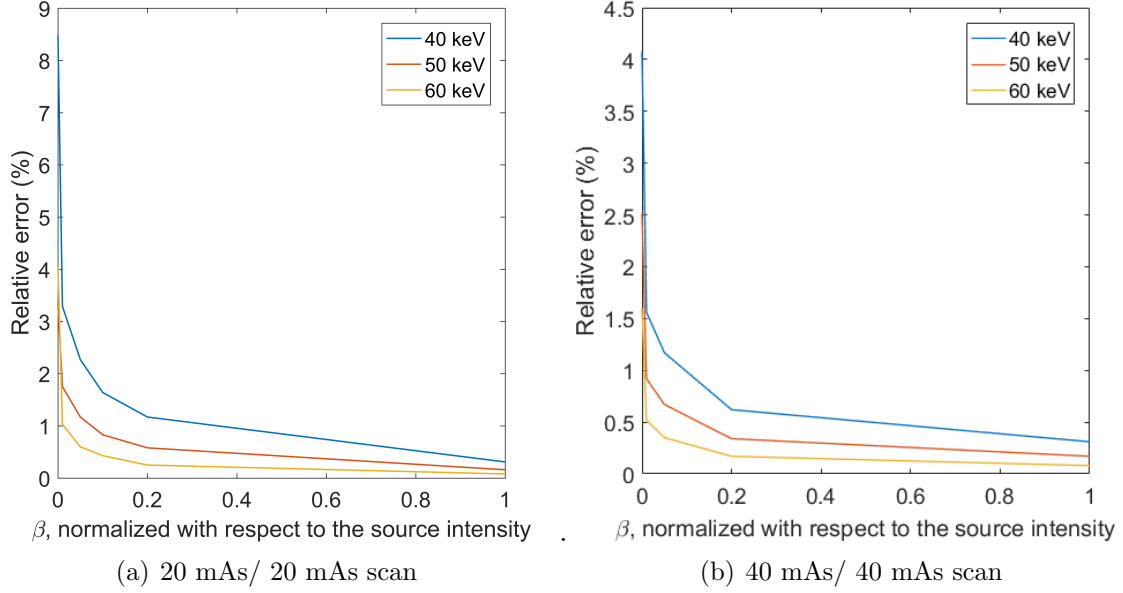 9
8
7
6
5
4
3
2
1
0
Relative error (%)
40 keV
50 keV
60 keV
0 0.2 0.4 0.6 0.8 1
β, normalized with respect to the source intensity
(a) 20 mAs/ 20 mAs scan
.
4.5
4
3.5
3
2.5
2
1.5
1
0.5
0
Relative error (%)
40 keV
50 keV
60 keV
0 0.2 0.4 0.6 0.8 1
β, normalized with respect to the source intensity
(b) 40 mAs/ 40 mAs scan